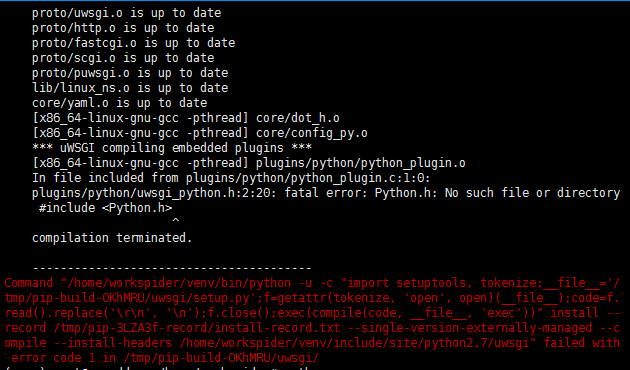 proto/uwsgi.o is up to date
proto/http.o is up to date
proto/fastcgi.o is up to date
proto/scgi.o is up to date
proto/puwsgi.o is up to date
lib/linux_ns.o is up to date
core/yaml.o is up to date
[x86_64-linux-gnu-gcc -pthread] core/dot_h.o
[x86_64-linux-gnu-gcc -pthread] core/config_py.o
*** uWSGI compiling embedded plugins ***
[x86_64-linux-gnu-gcc -pthread] plugins/python/python_plugin.o
In file included from plugins/python/python_plugin.c:1:0:
plugins/python/uwsgi_python.h:2:20: fatal error: Python.h: No such file or directory
#include <Python.h>
^
compilation terminated.
----------------------------------------
Command "/home/workspider/venv/bin/python -u -c "import setuptools, tokenize;__file__='/
tmp/pip-build-OKhMRU/uwsgi/setup.py';f=getattr(tokenize, 'open', open)(__file__);code=f.
read().replace('\r\n', '\n');f.close();exec(compile(code, __file__, 'exec'))" install --
record /tmp/pip-3LZA3f-record/install-record.txt --single-version-externally-managed --c
ompile --install-headers /home/workspider/venv/include/site/python2.7/uwsgi" failed with
error code 1 in /tmp/pip-build-OKhMRU/uwsgi/